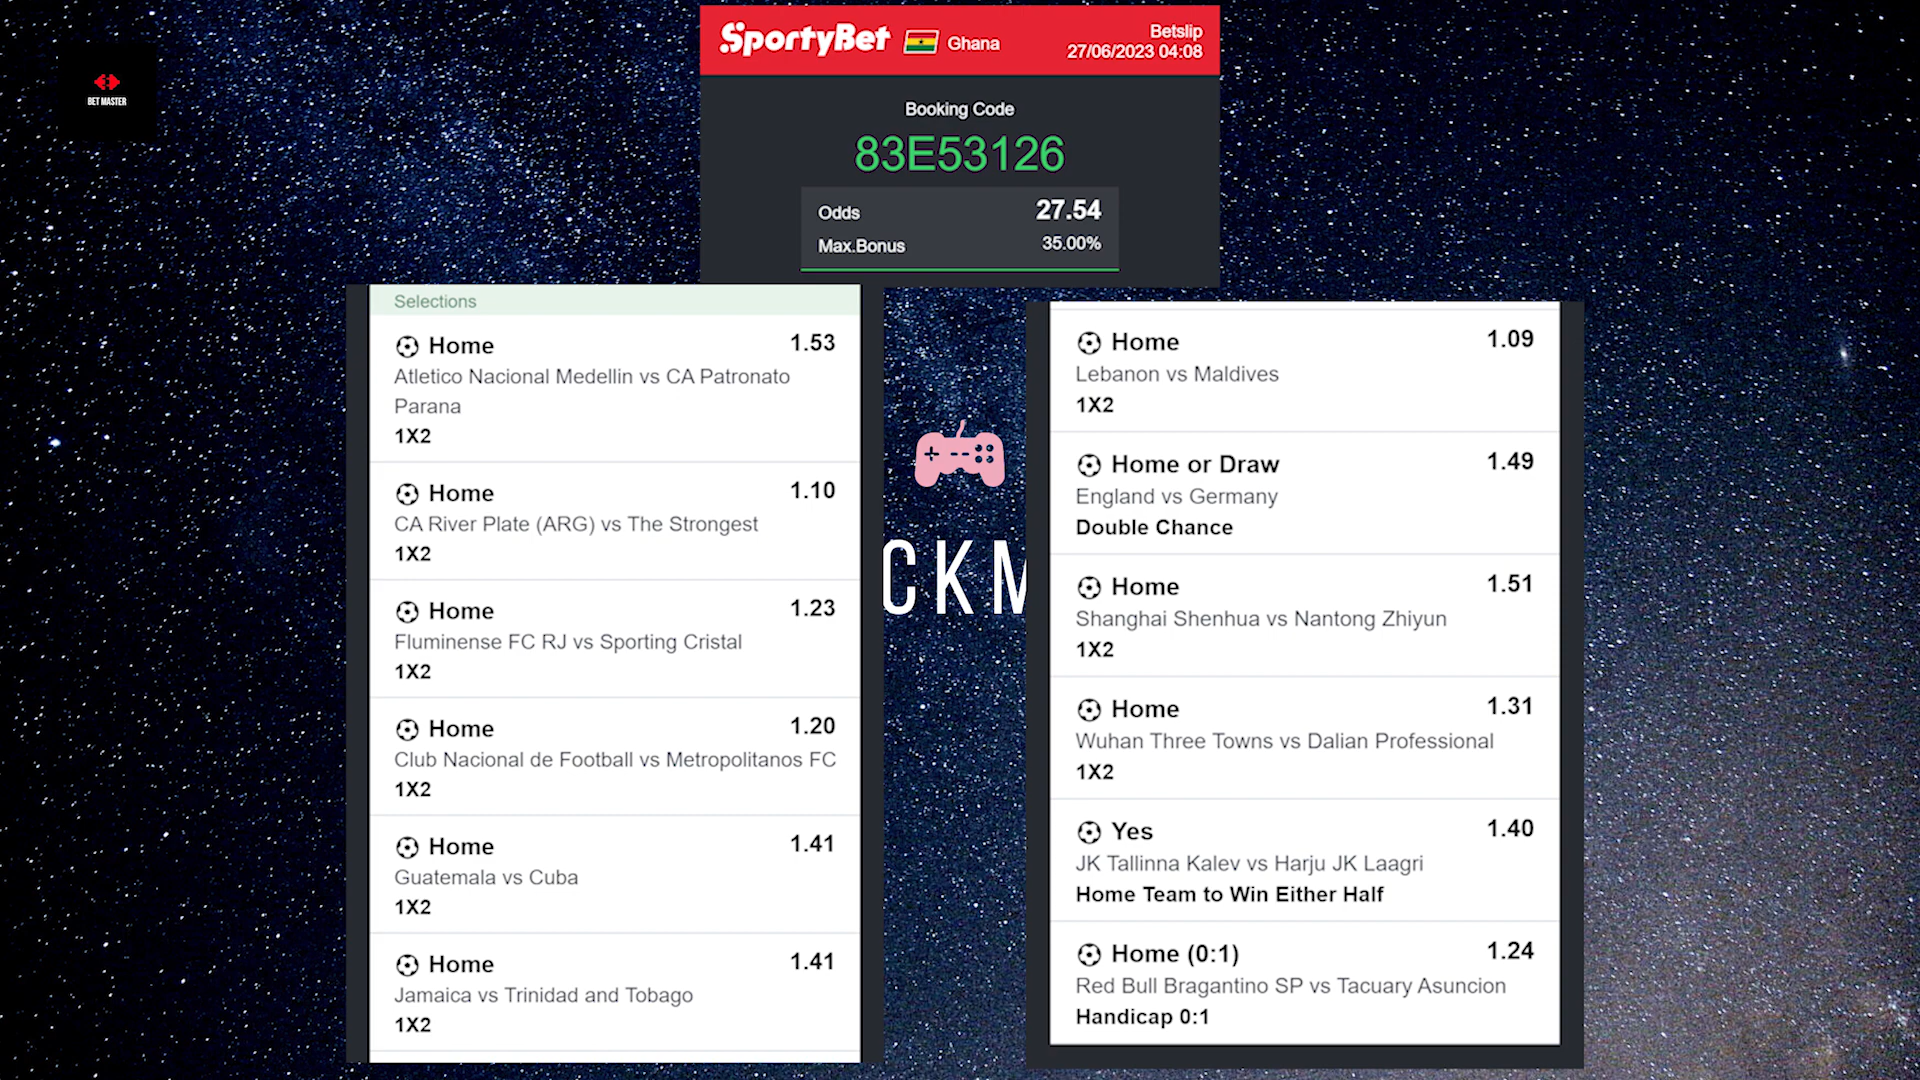 BET MASTER
SportyBet Ghana
Betslip
27/06/2023 04:08
Booking Code
83E53126
Odds 27.54
Max.Bonus 35.00%
Selections
Home 1.53
Atletico Nacional Medellin vs CA Patronato
Parana
1X2
Home 1.10
CA River Plate (ARG) vs The Strongest
1X2
Home 1.23
Fluminense FC RJ vs Sporting Cristal
1X2
Home 1.20
Club Nacional de Football vs Metropolitanos FC
1X2
Home 1.41
Guatemala vs Cuba
1X2
Home 1.41
Jamaica vs Trinidad and Tobago
1X2
CKM
Home 1.09
Lebanon vs Maldives
1X2
Home or Draw 1.49
England vs Germany
Double Chance
Home 1.51
Shanghai Shenhua vs Nantong Zhiyun
1X2
Home 1.31
Wuhan Three Towns vs Dalian Professional
1X2
Yes 1.40
JK Tallinna Kalev vs Harju JK Laagri
Home Team to Win Either Half
Home (0:1) 1.24
Red Bull Bragantino SP vs Tacuary Asuncion
Handicap 0:1